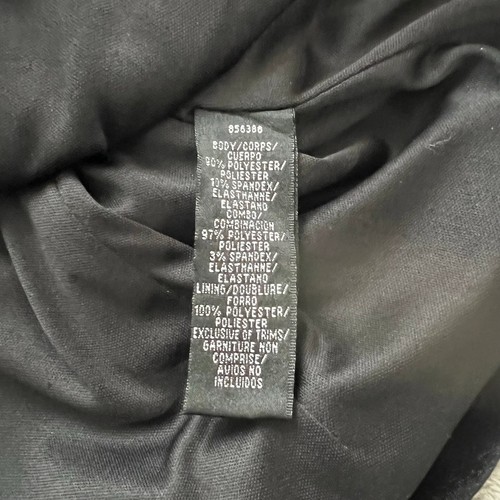 856386
BODY/CORPS/
CUERPO
90% POLYESTER/
POLIESTER
10% SPANDEX/
ELASTHANNE/
ELASTANO
COMBO/
COMBINACION
97% POLYESTER/
POLIESTER
3% SPANDEX/
ELASTHANNE/
ELASTANO
LINING/DOUBLURE/
FORRO
100% POLYESTER/
POLIESTER
EXCLUSIVE OF TRIMS/
GARNITURE NON
COMPRISE/
AVIOS NO
INCLUIDOS